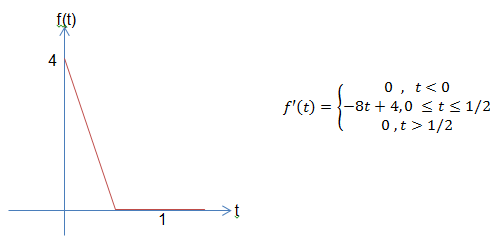 f(t)
4
t
1
f'(t) = { 0 , t < 0
−8t + 4, 0 ≤ t ≤ 1/2
0 , t > 1/2